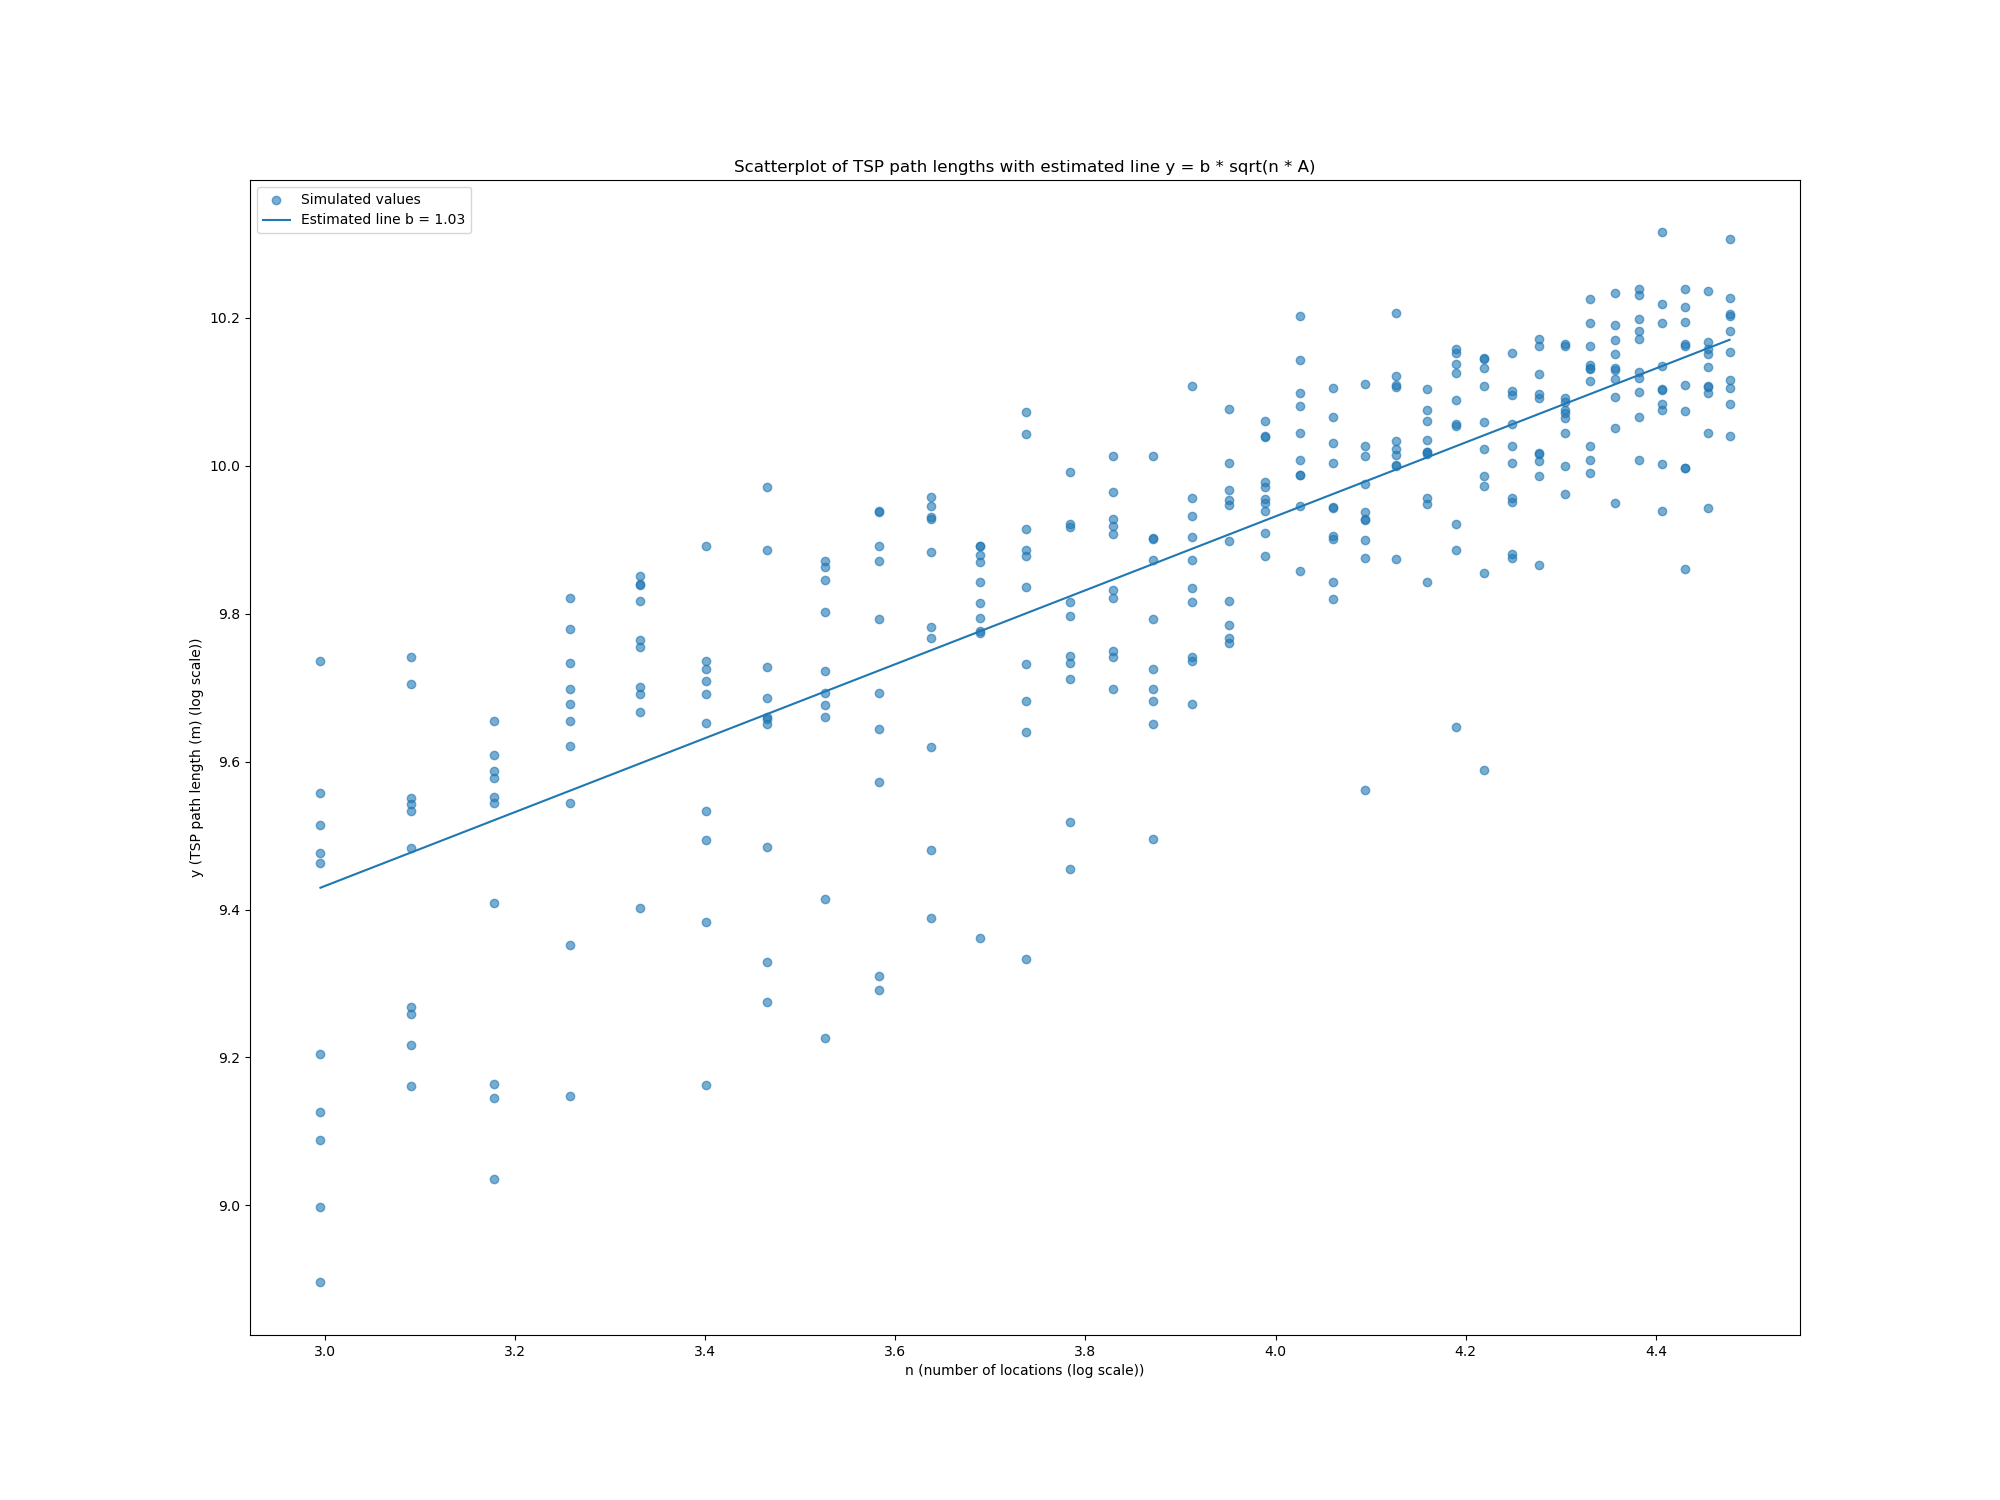 Scatterplot of TSP path lengths with estimated line y = b * sqrt(n * A)
Simulated values
Estimated line b = 1.03
10.2
10.0
9.8
9.6
9.4
9.2
9.0
y (TSP path length (m) (log scale))
3.0 3.2 3.4 3.6 3.8 4.0 4.2 4.4
n (number of locations (log scale))